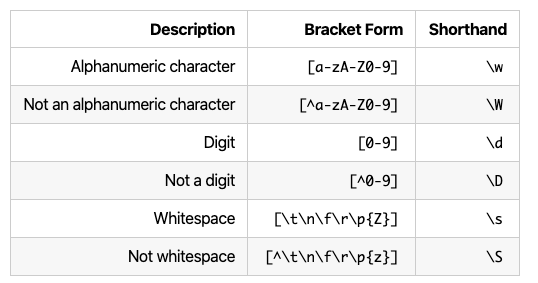 Description Bracket Form Shorthand
Alphanumeric character [a-zA-Z0-9] \w
Not an alphanumeric character [^a-zA-Z0-9] \W
Digit [0-9] \d
Not a digit [^0-9] \D
Whitespace [\t\n\f\r\p{Z}] \s
Not whitespace [^\t\n\f\r\p{z}] \S